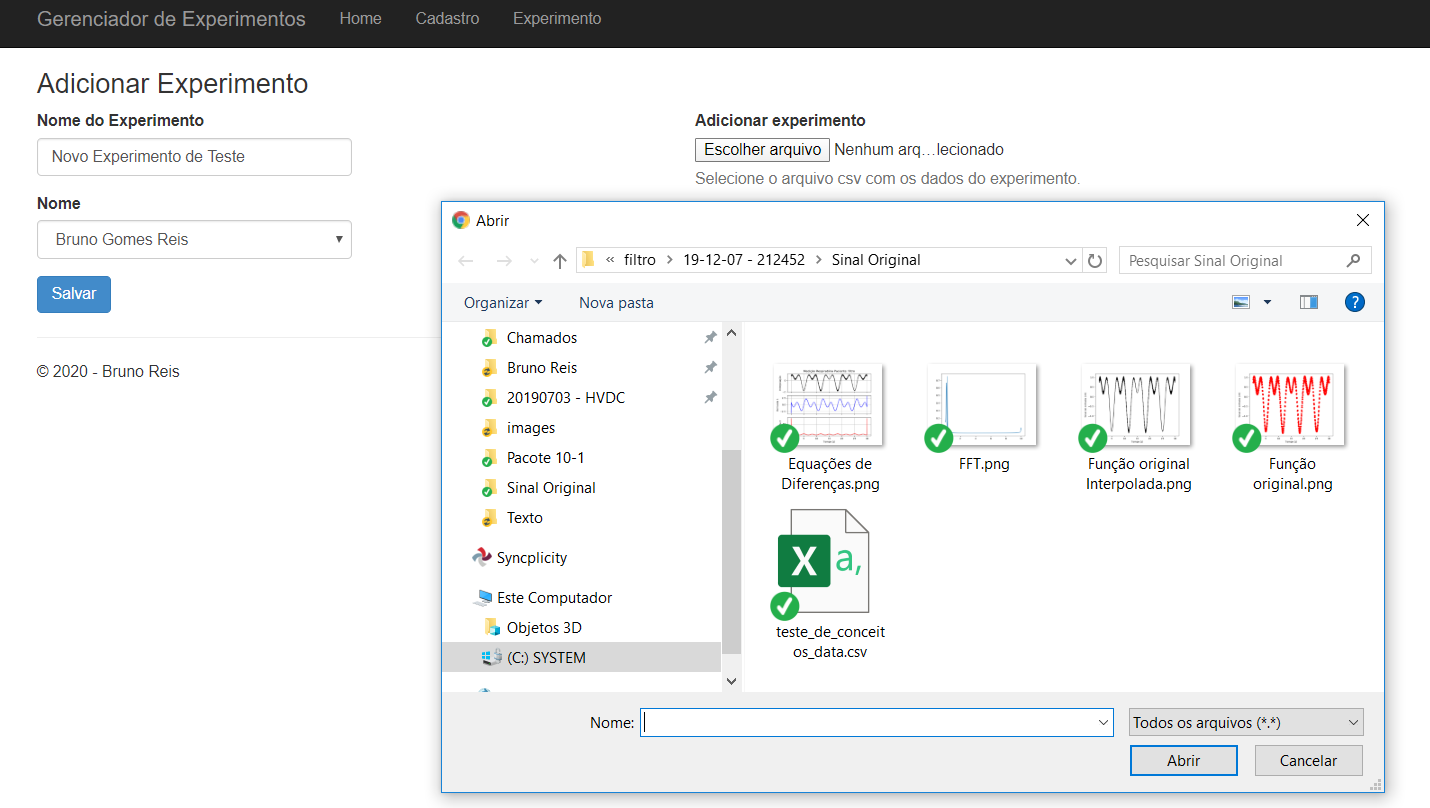 Gerenciador de Experimentos Home Cadastro Experimento
Adicionar Experimento
Nome do Experimento
Novo Experimento de Teste
Nome
Bruno Gomes Reis
Salvar
© 2020 - Bruno Reis
Adicionar experimento
Escolher arquivo Nenhum arq...lecionado
Selecione o arquivo csv com os dados do experimento.
Abrir
« filtro > 19-12-07 - 212452 > Sinal Original
Pesquisar Sinal Original
Organizar Nova pasta
Chamados
Bruno Reis
20190703 - HVDC
images
Pacote 10-1
Sinal Original
Texto
Syncplicity
Este Computador
Objetos 3D
(C:) SYSTEM
Equações de
Diferenças.png
FFT.png
Função original
Interpolada.png
Função
original.png
X a,
teste_de_conceit
os_data.csv
Nome:
Todos os arquivos (*.*)
Abrir Cancelar